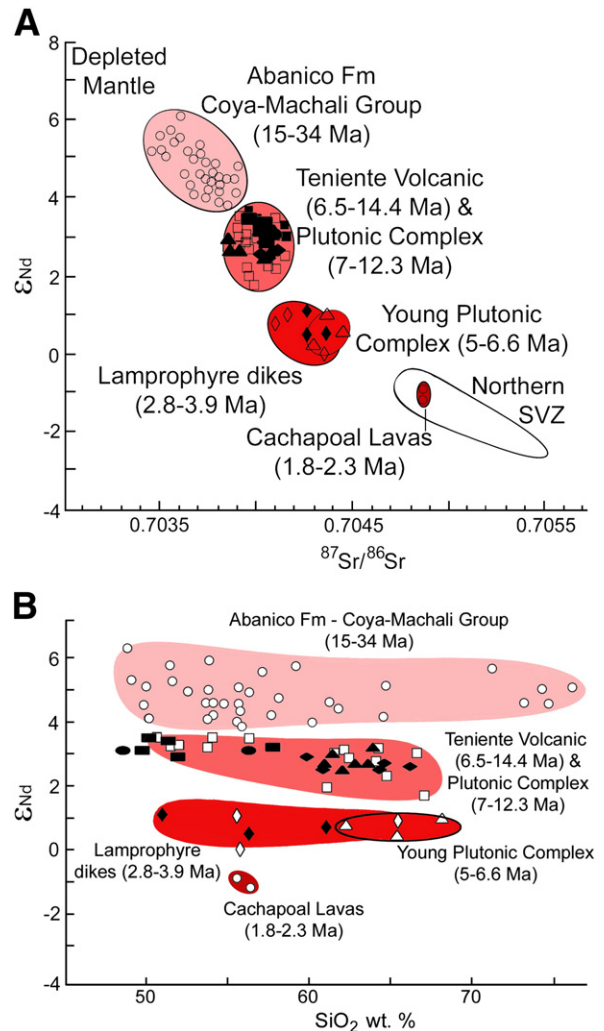 A
8
6
4
2
0
-2
-4
εNd
Depleted
Mantle
Abanico Fm
Coya-Machali Group
(15-34 Ma)
Teniente Volcanic
(6.5-14.4 Ma) &
Plutonic Complex
(7-12.3 Ma)
Young Plutonic
Complex (5-6.6 Ma)
Lamprophyre dikes
(2.8-3.9 Ma)
Northern
SVZ
Cachapoal Lavas
(1.8-2.3 Ma)
0.7035
0.7045
0.7055
87Sr/86Sr
B
6
4
2
0
-2
-4
εNd
Abanico Fm - Coya-Machali Group
(15-34 Ma)
Teniente Volcanic
(6.5-14.4 Ma) &
Plutonic Complex
(7-12.3 Ma)
Lamprophyre
dikes (2.8-3.9 Ma)
Young Plutonic Complex
(5-6.6 Ma)
Cachapoal Lavas
(1.8-2.3 Ma)
50
60
70
SiO2 wt. %